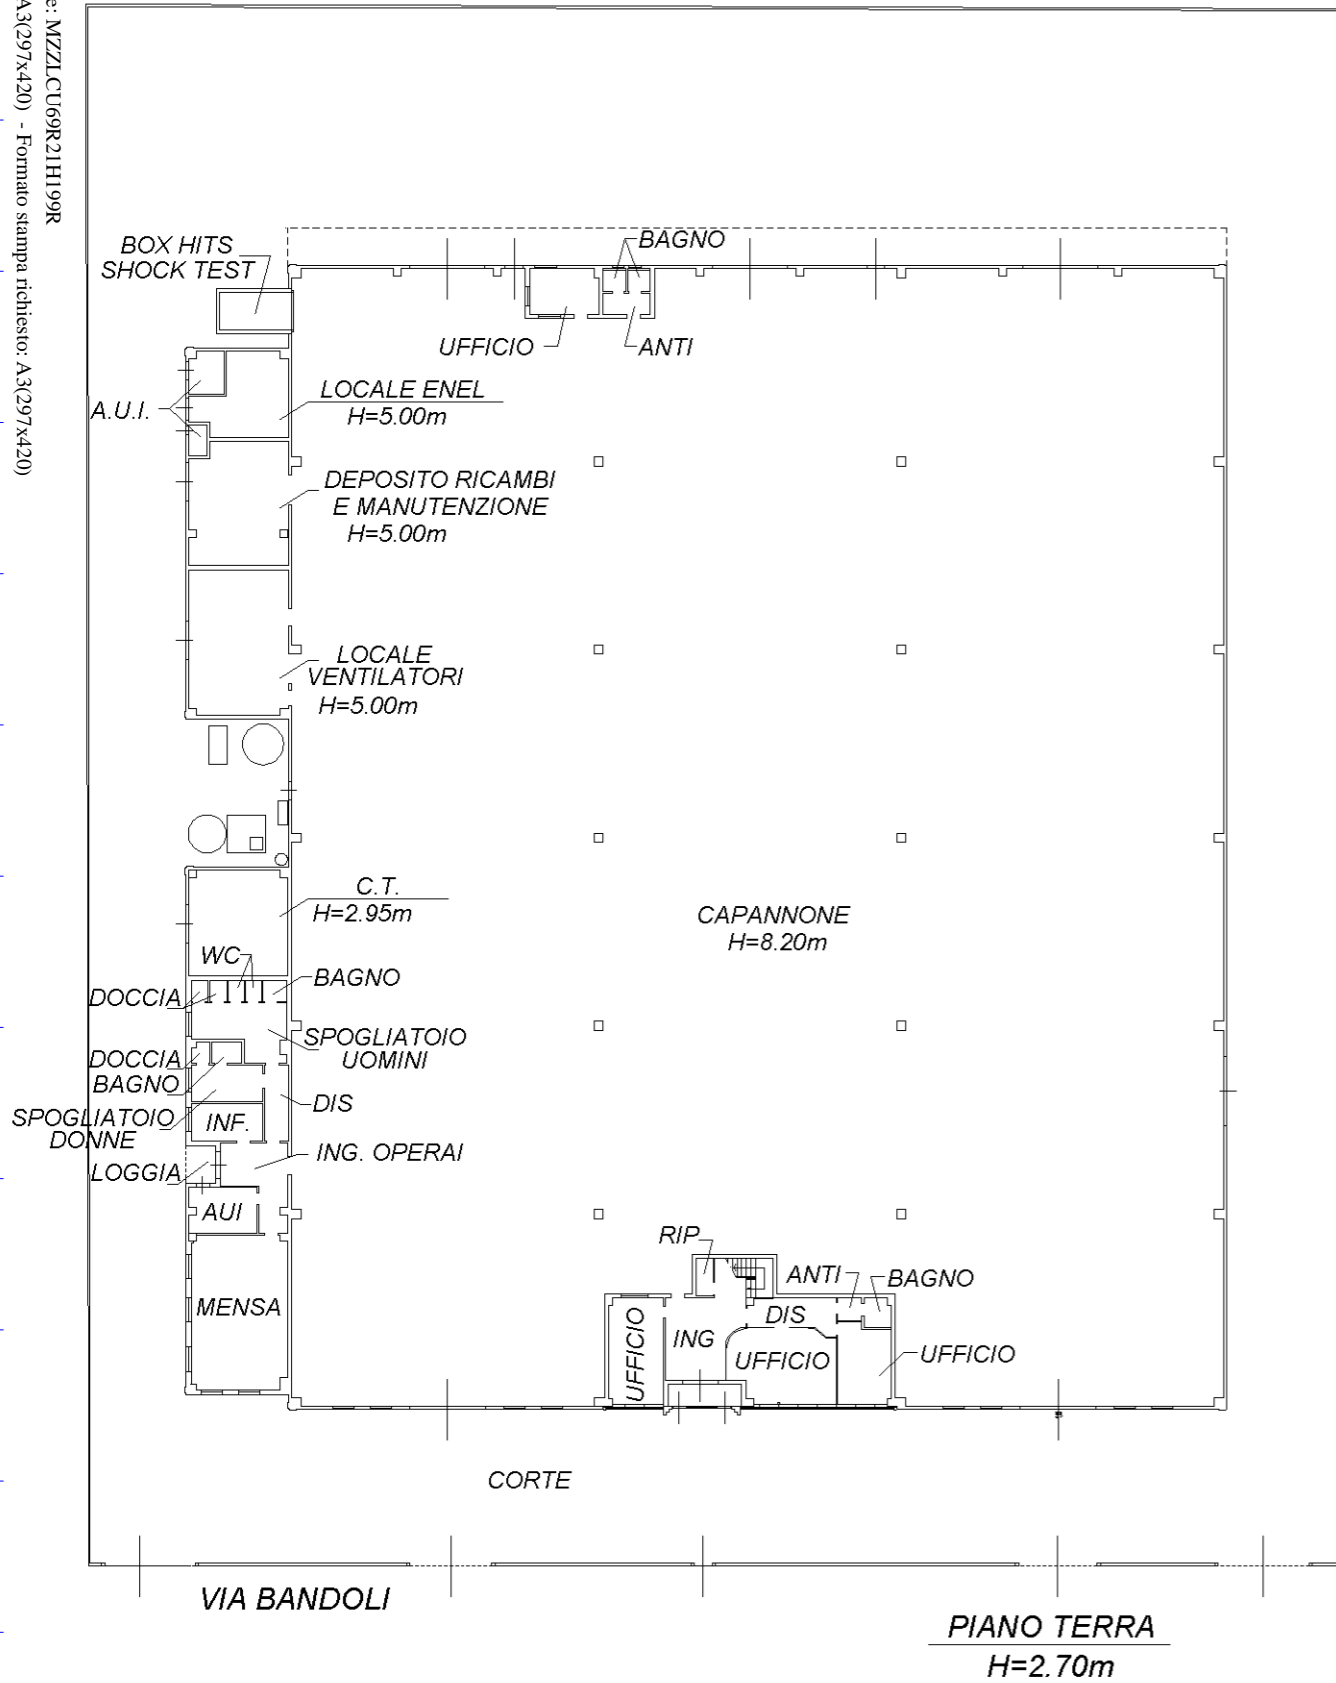 e: MZZLCU69R21H199R
A3(297x420) - Formato stampa richiesto: A3(297x420)
BOX HITS
SHOCK TEST
BAGNO
UFFICIO
ANTI
A.U.I.
LOCALE ENEL
H=5.00m
DEPOSITO RICAMBI
E MANUTENZIONE
H=5.00m
LOCALE
VENTILATORI
H=5.00m
C.T.
H=2.95m
CAPANNONE
H=8.20m
WC
BAGNO
DOCCIA
SPOGLIATOIO
UOMINI
DOCCIA
BAGNO
DIS
SPOGLIATOIO
DONNE
INF.
ING. OPERAI
LOGGIA
AUI
MENSA
RIP
ANTI
BAGNO
DIS
UFFICIO
ING
UFFICIO
UFFICIO
CORTE
VIA BANDOLI
PIANO TERRA
H=2.70m